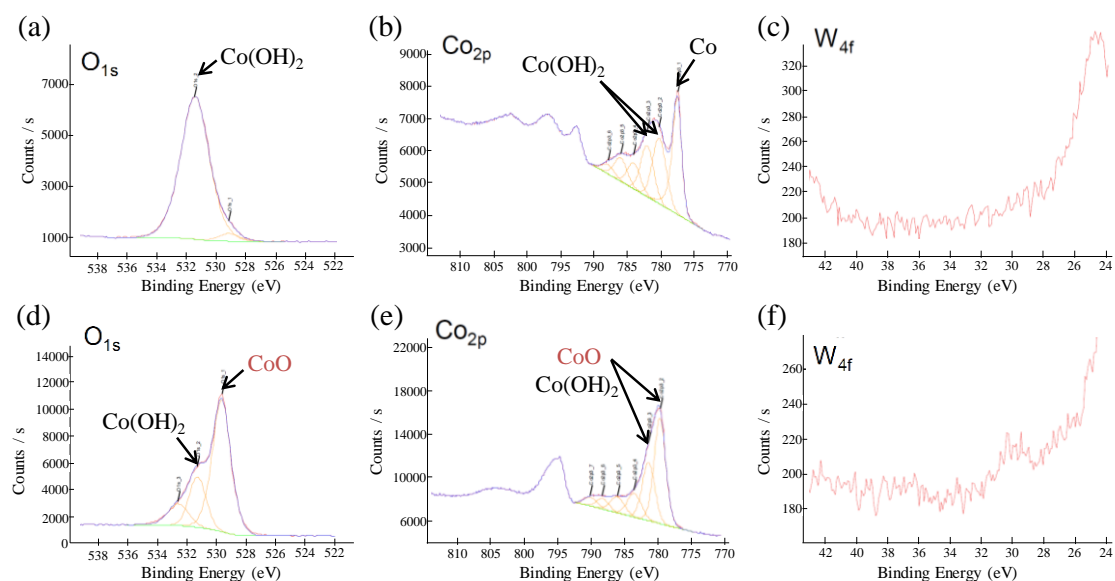 (a)
O1s
Co(OH)2
7000
5000
3000
1000
Counts / s
538 536 534 532 530 528 526 524 522
Binding Energy (eV)
(b)
Co2p
Co(OH)2
Co
9000
8000
7000
6000
5000
4000
3000
Counts / s
810 805 800 795 790 785 780 775 770
Binding Energy (eV)
(c)
W4f
340
320
300
280
260
240
220
200
180
Counts / s
42 40 38 36 34 32 30 28 26 24
Binding Energy (eV)
(d)
O1s
CoO
Co(OH)2
14000
12000
10000
8000
6000
4000
2000
0
Counts / s
538 536 534 532 530 528 526 524 522
Binding Energy (eV)
(e)
Co2p
CoO
Co(OH)2
22000
18000
14000
10000
6000
Counts / s
810 805 800 795 790 785 780 775 770
Binding Energy (eV)
(f)
W4f
260
240
220
200
180
Counts / s
42 40 38 36 34 32 30 28 26 24
Binding Energy (eV)